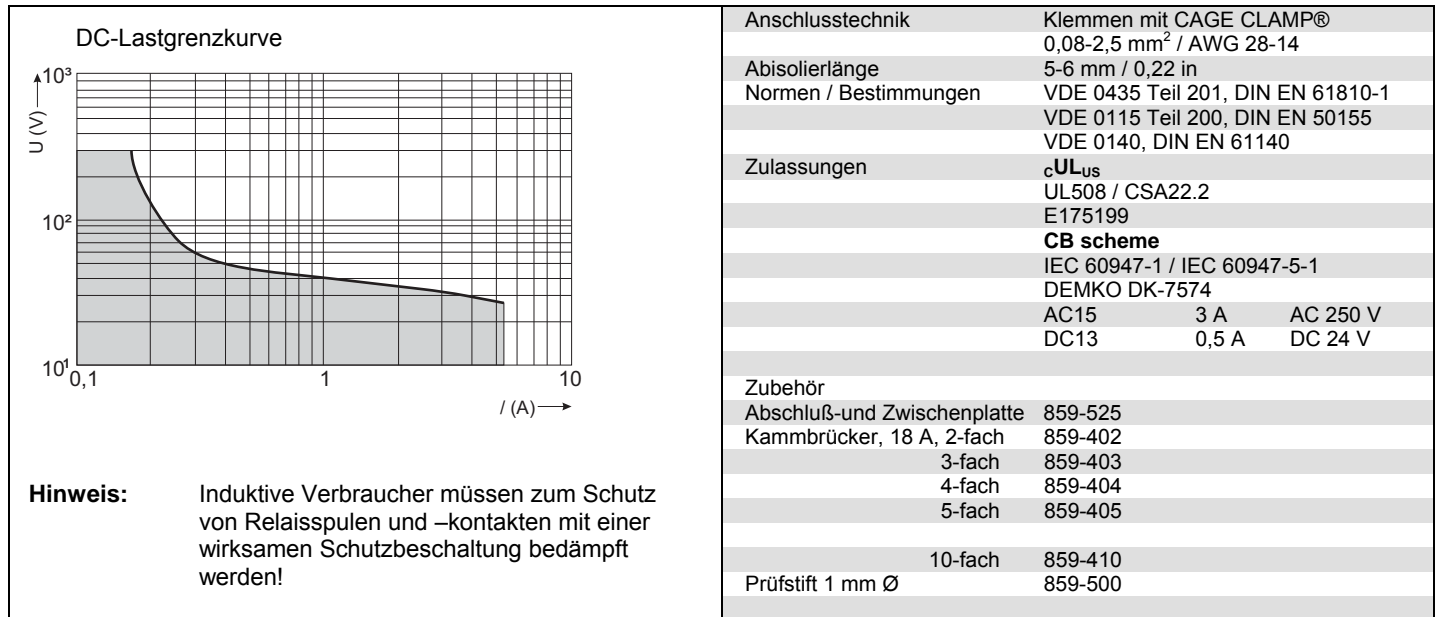 DC-Lastgrenzkurve
U (V)
10³
10²
10¹
0,1
1
10
I (A)
Hinweis: Induktive Verbraucher müssen zum Schutz
von Relaisspulen und –kontakten mit einer
wirksamen Schutzbeschaltung bedämpft
werden!
Anschlusstechnik Klemmen mit CAGE CLAMP®
0,08-2,5 mm² / AWG 28-14
Abisolierlänge 5-6 mm / 0,22 in
Normen / Bestimmungen VDE 0435 Teil 201, DIN EN 61810-1
VDE 0115 Teil 200, DIN EN 50155
VDE 0140, DIN EN 61140
Zulassungen cULUS
UL508 / CSA22.2
E175199
CB scheme
IEC 60947-1 / IEC 60947-5-1
DEMKO DK-7574
AC15 3 A AC 250 V
DC13 0,5 A DC 24 V
Zubehör
Abschluß-und Zwischenplatte 859-525
Kammbrücker, 18 A, 2-fach 859-402
3-fach 859-403
4-fach 859-404
5-fach 859-405
10-fach 859-410
Prüfstift 1 mm Ø 859-500